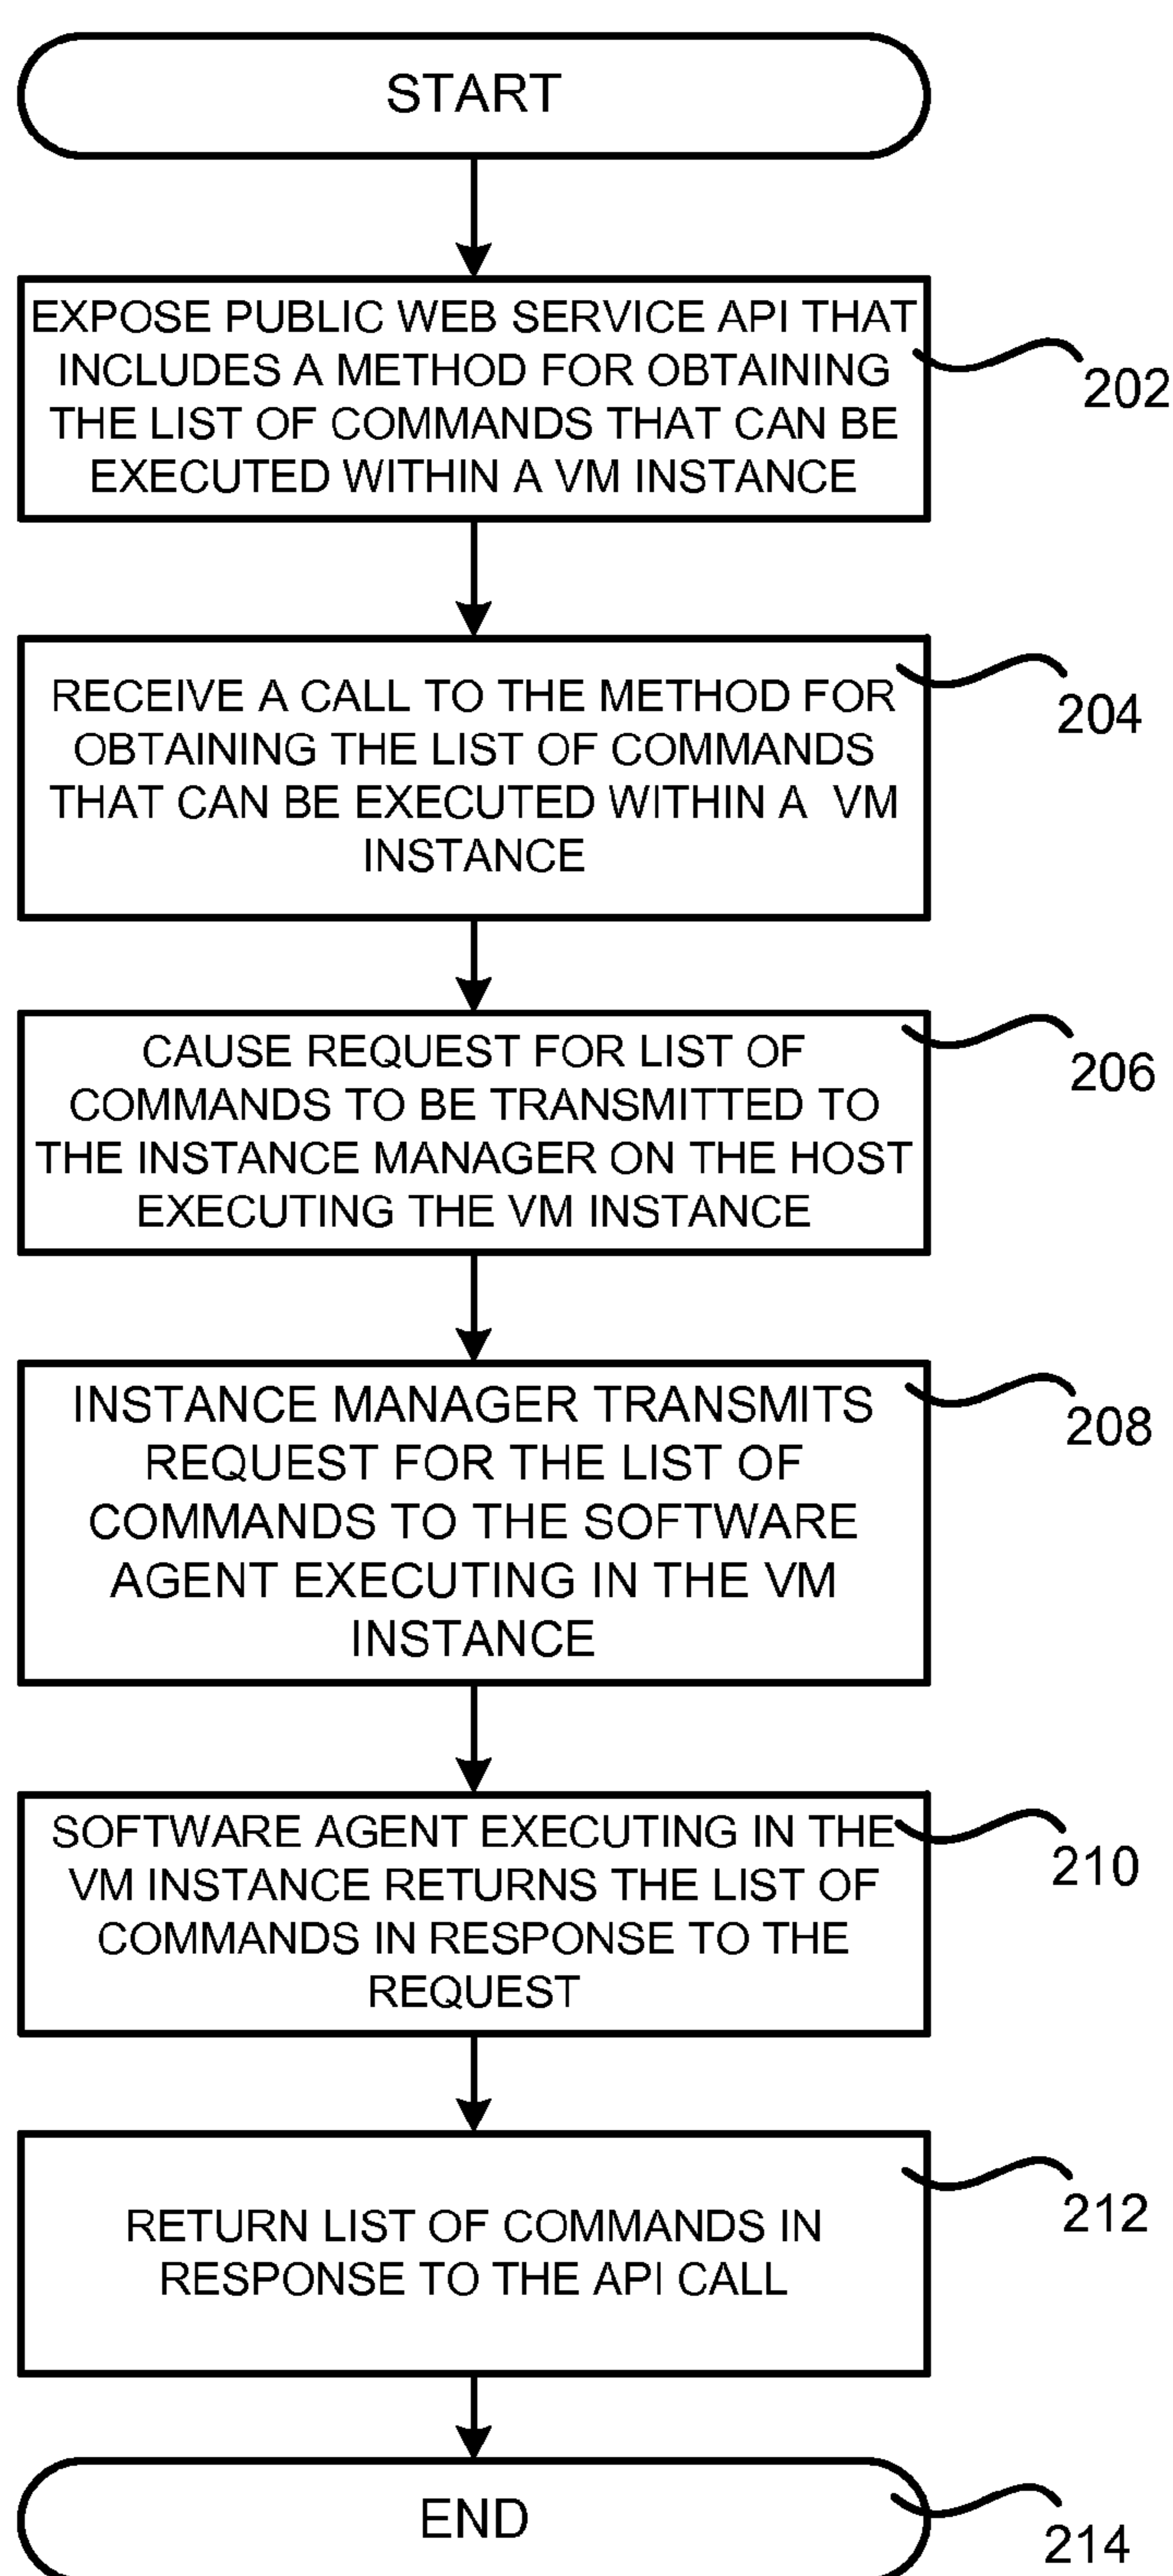 START
EXPOSE PUBLIC WEB SERVICE API THAT
INCLUDES A METHOD FOR OBTAINING
THE LIST OF COMMANDS THAT CAN BE
EXECUTED WITHIN A VM INSTANCE
202
RECEIVE A CALL TO THE METHOD FOR
OBTAINING THE LIST OF COMMANDS
THAT CAN BE EXECUTED WITHIN A VM
INSTANCE
204
CAUSE REQUEST FOR LIST OF
COMMANDS TO BE TRANSMITTED TO
THE INSTANCE MANAGER ON THE HOST
EXECUTING THE VM INSTANCE
206
INSTANCE MANAGER TRANSMITS
REQUEST FOR THE LIST OF
COMMANDS TO THE SOFTWARE
AGENT EXECUTING IN THE VM
INSTANCE
208
SOFTWARE AGENT EXECUTING IN THE
VM INSTANCE RETURNS THE LIST OF
COMMANDS IN RESPONSE TO THE
REQUEST
210
RETURN LIST OF COMMANDS IN
RESPONSE TO THE API CALL
212
END
214